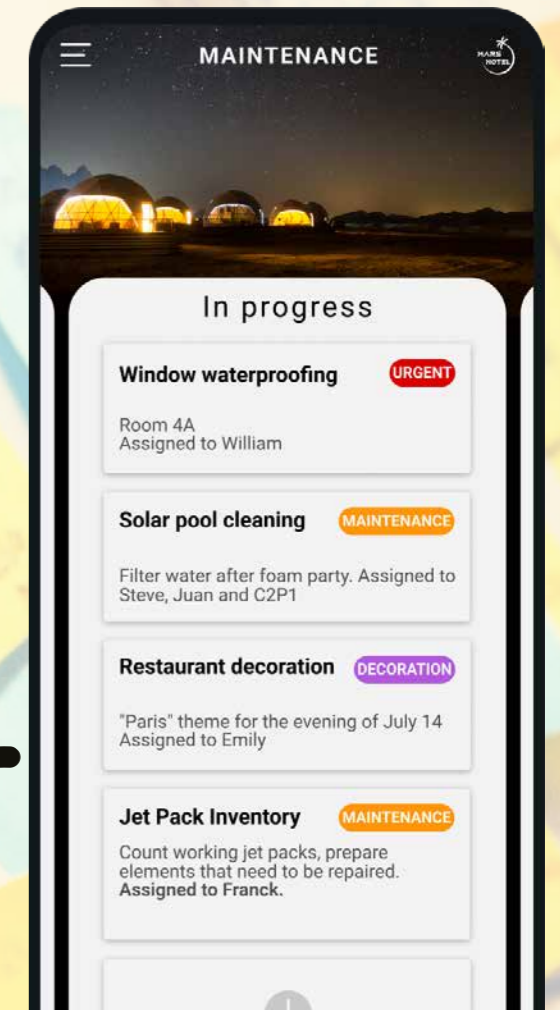 MAINTENANCE
MARS
HOTEL
In progress
Window waterproofing
URGENT
Room 4A
Assigned to William
Solar pool cleaning
MAINTENANCE
Filter water after foam party. Assigned to
Steve, Juan and C2P1
Restaurant decoration
DECORATION
"Paris" theme for the evening of July 14
Assigned to Emily
Jet Pack Inventory
MAINTENANCE
Count working jet packs, prepare
elements that need to be repaired.
Assigned to Franck.